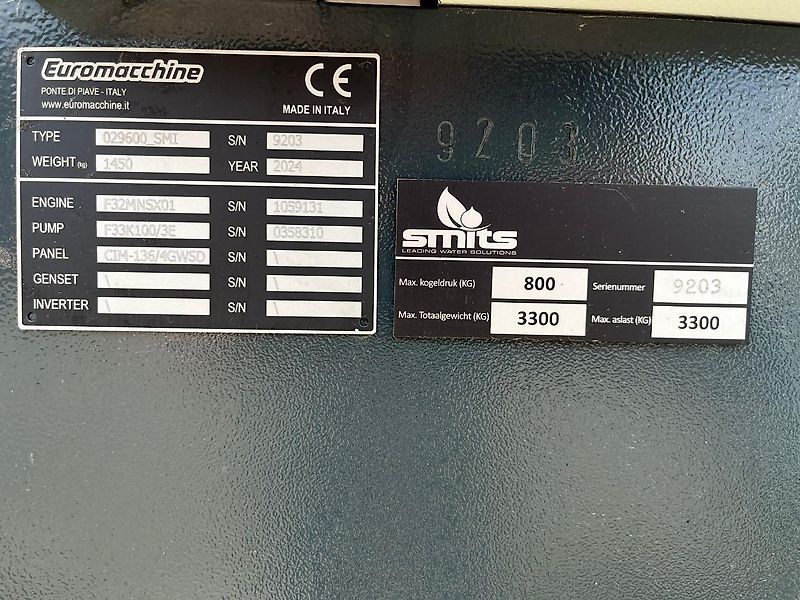 Euromacchine
PONTE DI PIAVE - ITALY
www.euromacchine.it
CE
MADE IN ITALY
TYPE 029600_SMI S/N 9203
WEIGHT (kg) 1450 YEAR 2024
ENGINE F32MNSX01 S/N 1059131
PUMP F33K100/3E S/N 0358310
PANEL CIM-136/4GWSD S/N \
GENSET \ S/N \
INVERTER \ S/N \
9203
smits
LEADING WATER SOLUTIONS
Max. kogeldruk (KG) 800 Serienummer 9203
Max. Totaalgewicht (KG) 3300 Max. aslast (KG) 3300